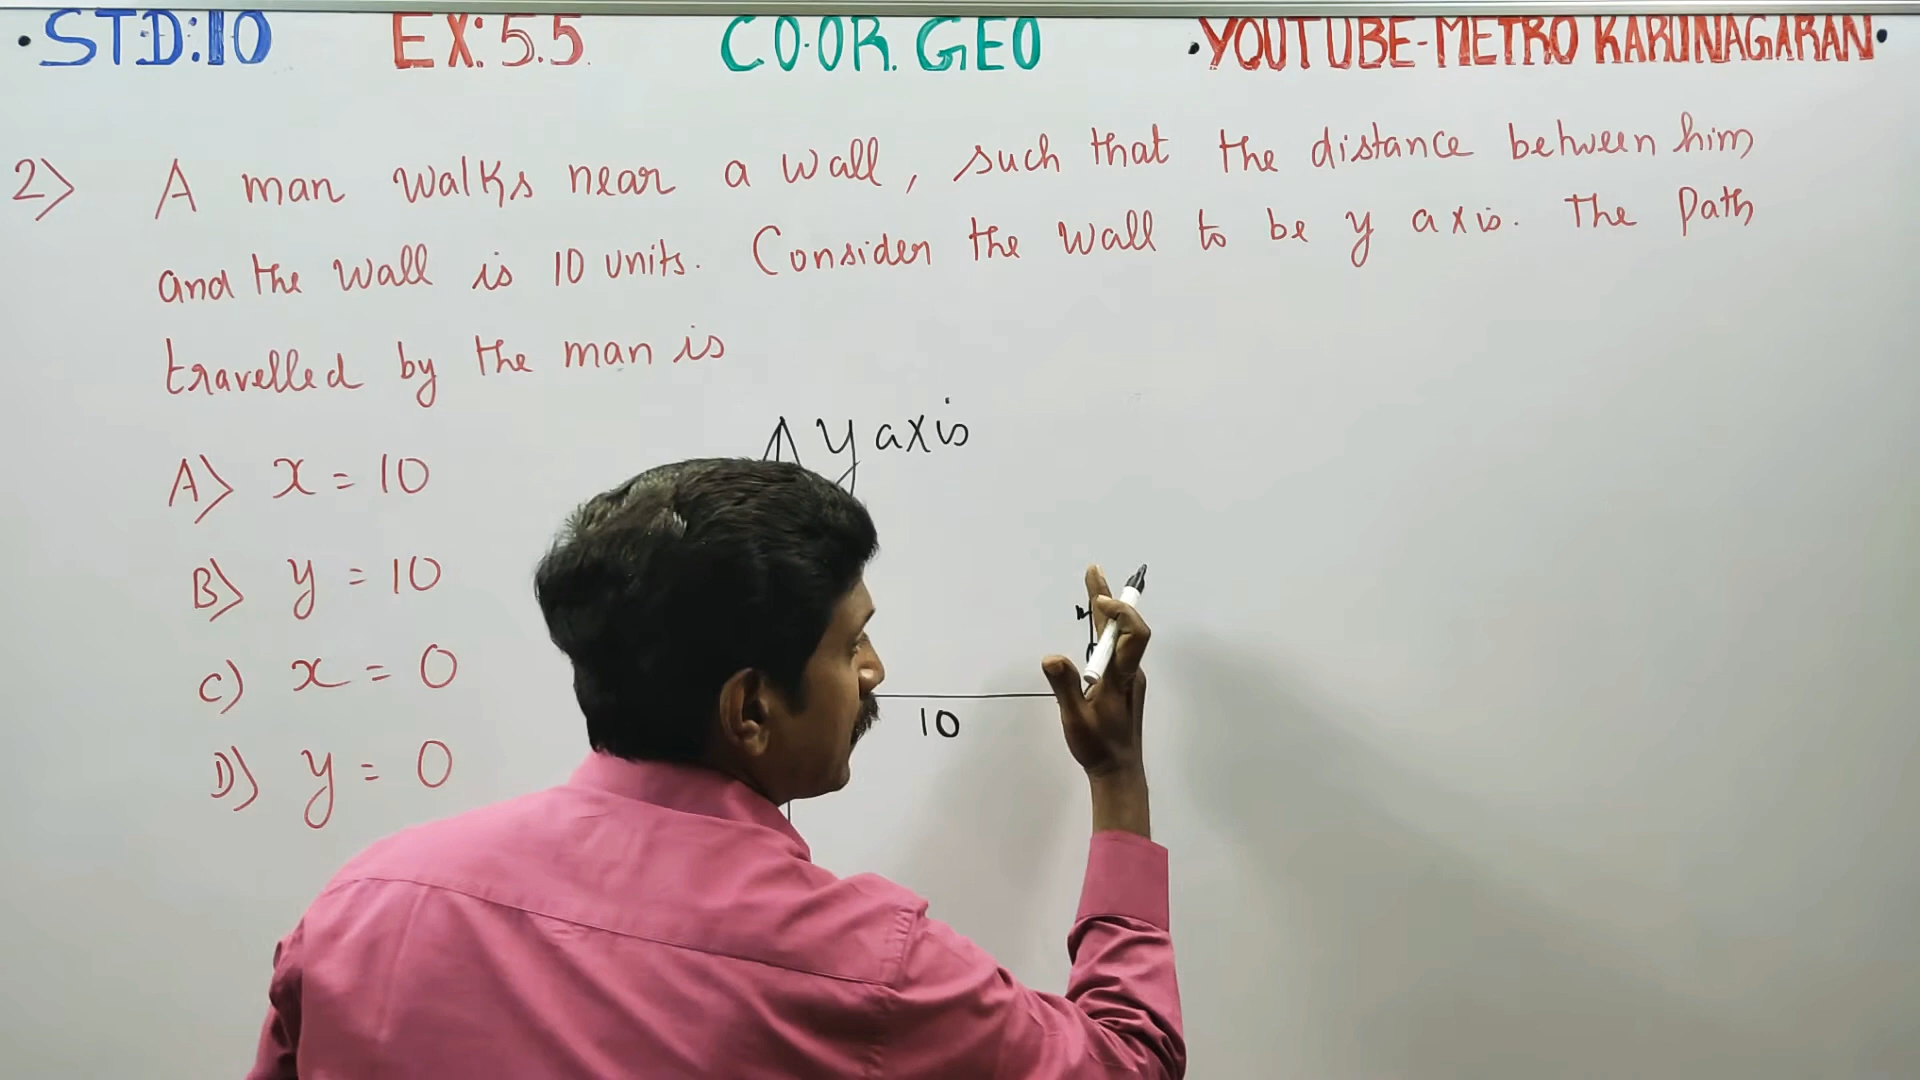 •STD:10 EX:5.5 CO.OR.GEO •YOUTUBE-METRO KARUNAGARAN•
2) A man walks near a wall, such that the distance between him
and the wall is 10 units. Consider the wall to be y axis. The Path
travelled by the man is
y axis
A) x = 10
B) y = 10
C) x = 0
10
D) y = 0